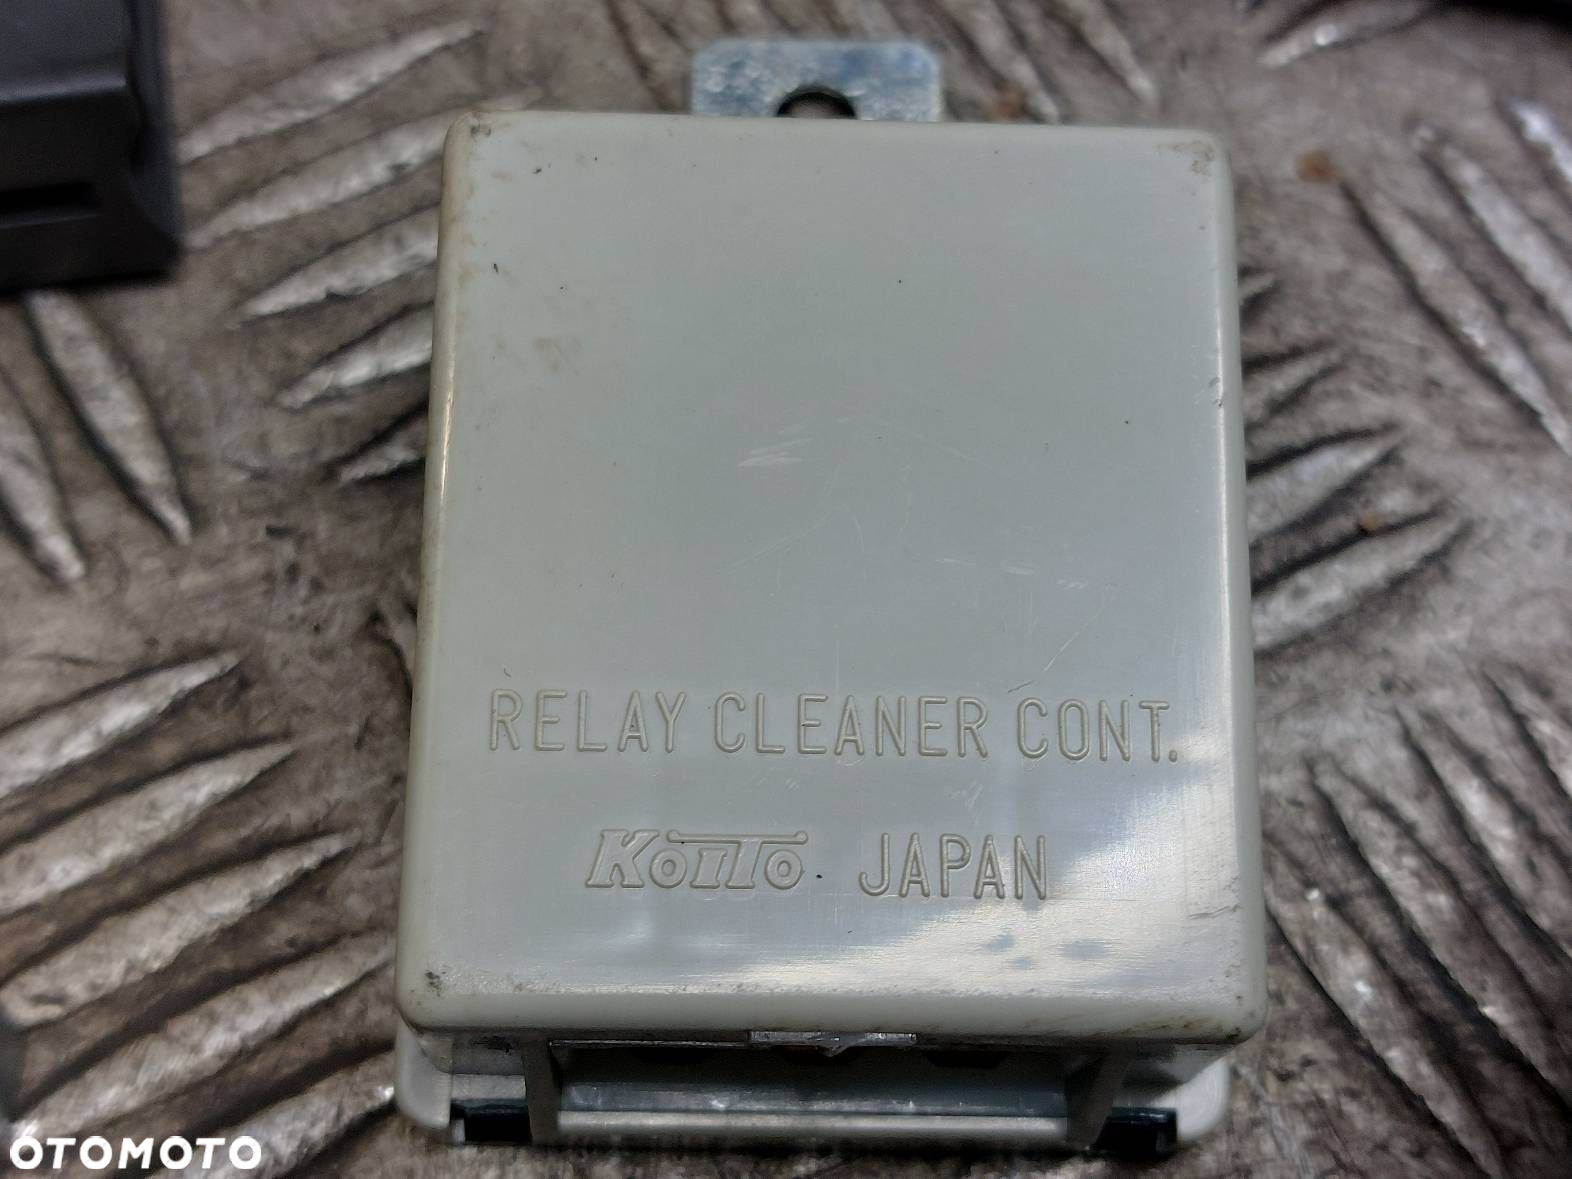 RELAY CLEANER CONT.
KOITO JAPAN
OTOMOTO